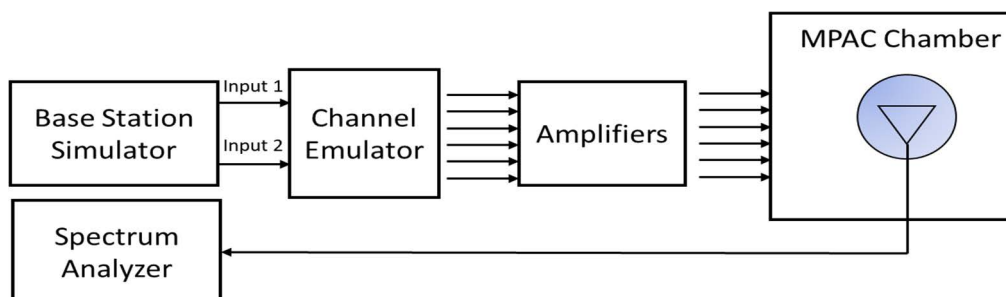 MPAC Chamber
Input 1
Base Station
Simulator
Input 2
Channel
Emulator
Amplifiers
Spectrum
Analyzer